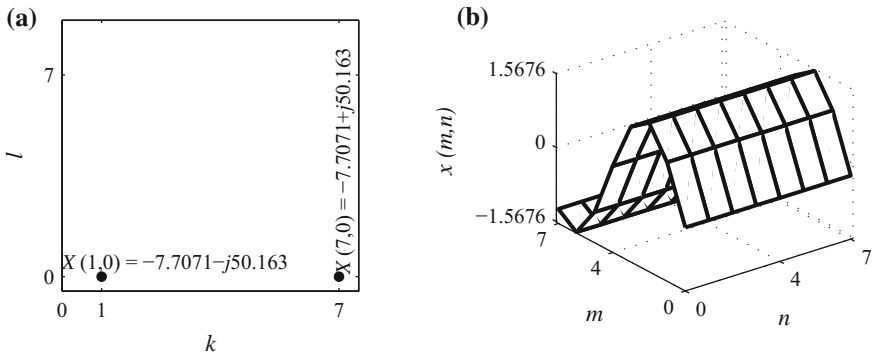 (a)
7
l
0
X (1,0) = −7.7071−j50.163
X (7,0) = −7.7071+j50.163
0 1 7
k
(b)
1.5676
0
−1.5676
x (m,n)
7
4
0
m
0
4
7
n